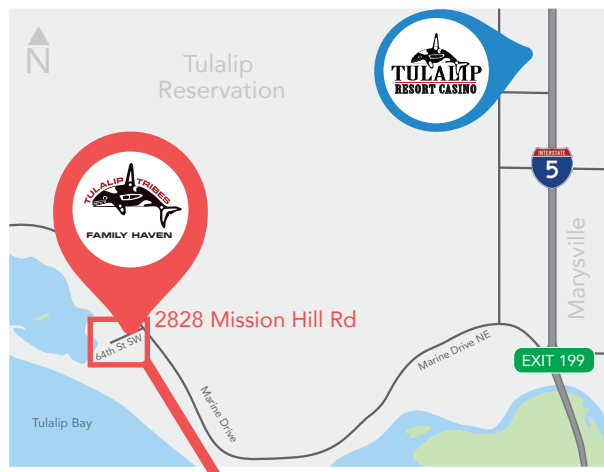 N
Tulalip
Reservation
TULALIP
RESORT CASINO
INTERSTATE
5
Marysville
TULALIP TRIBES
FAMILY HAVEN
2828 Mission Hill Rd
64th St SW
Marine Drive NE
EXIT 199
Marine Drive
Tulalip Bay